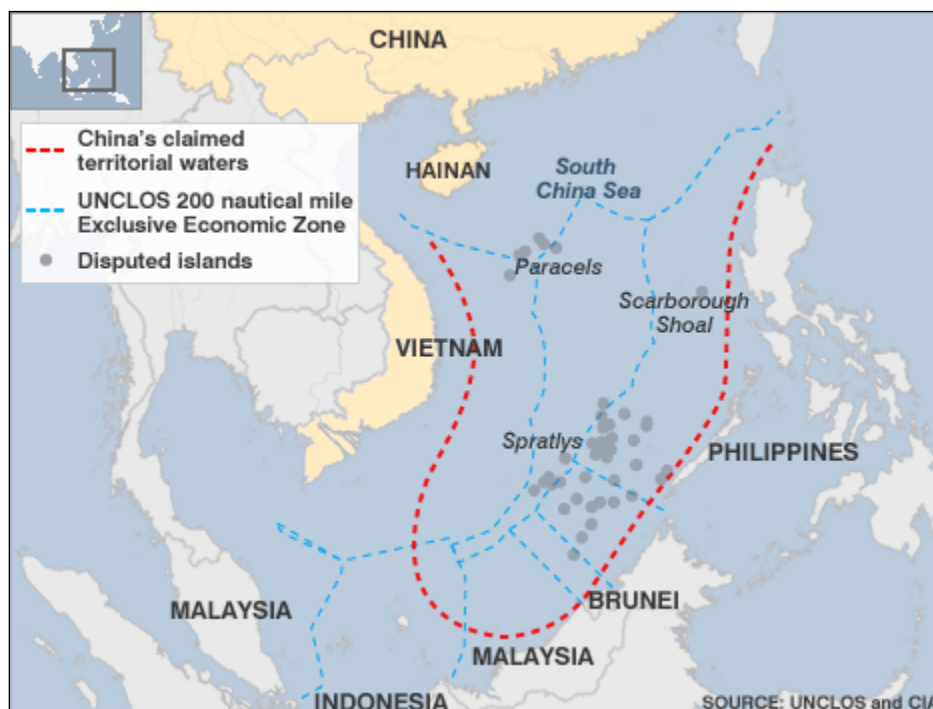 CHINA
China's claimed
territorial waters
UNCLOS 200 nautical mile
Exclusive Economic Zone
Disputed islands
HAINAN
South
China Sea
Paracels
Scarborough
Shoal
VIETNAM
Spratlys
PHILIPPINES
MALAYSIA
BRUNEI
MALAYSIA
INDONESIA
SOURCE: UNCLOS and CIA